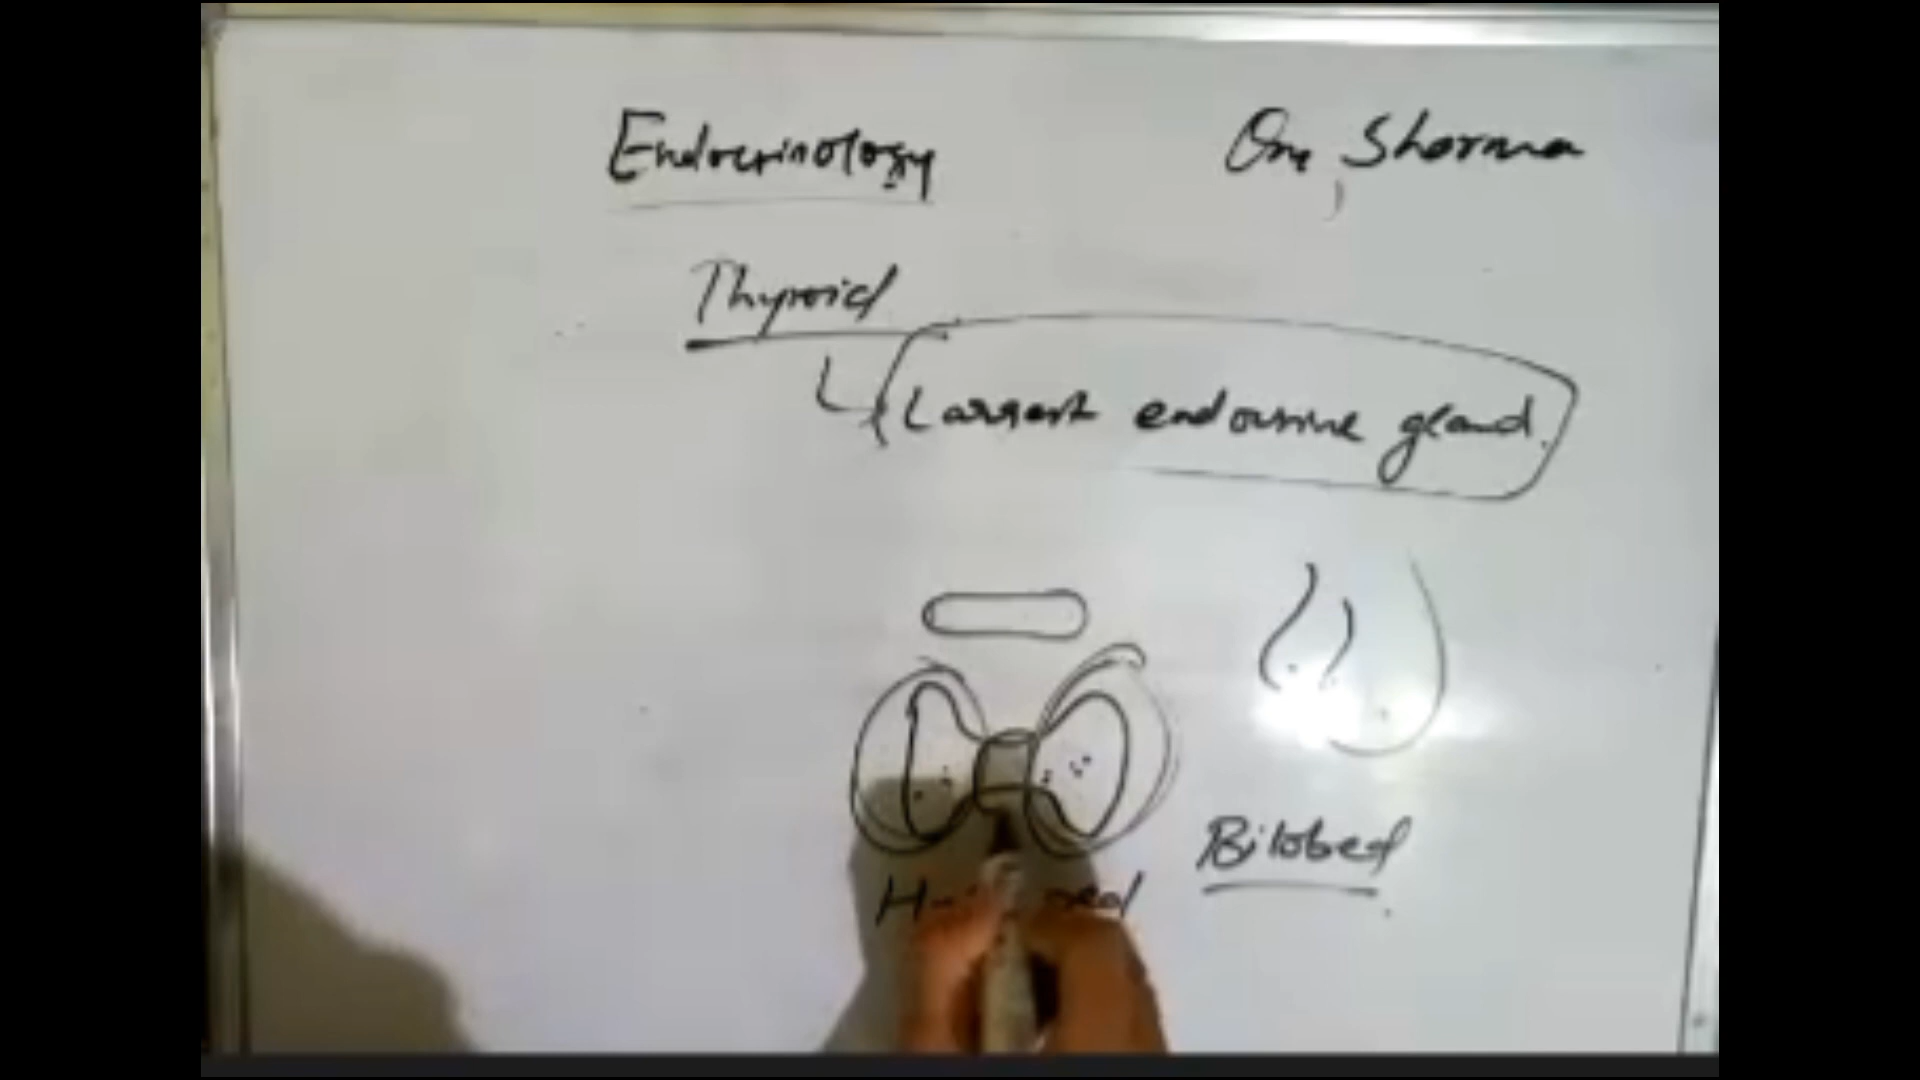 Endocrinology
Om Sharma
Thyroid
Largest endocrine gland.
Bilobed